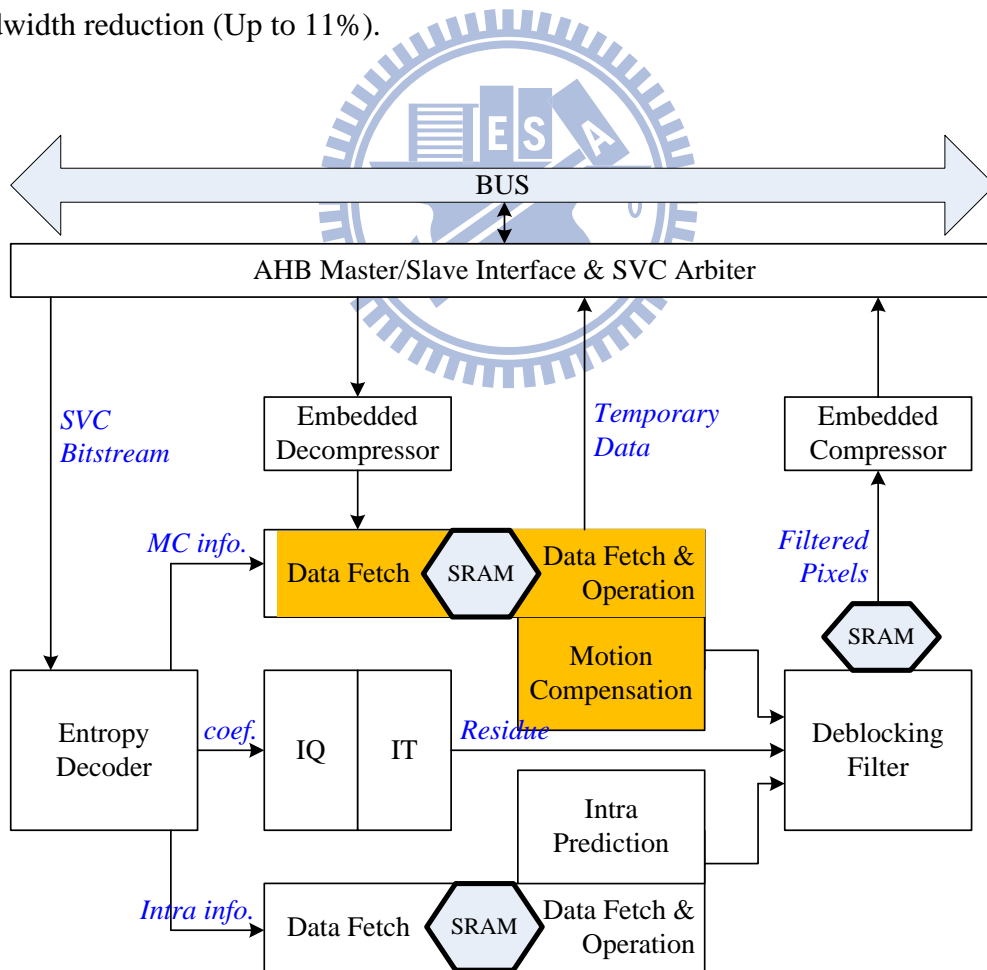 dwidth reduction (Up to 11%).
E S A
BUS
AHB Master/Slave Interface & SVC Arbiter
SVC
Bitstream
Embedded
Decompressor
Temporary
Data
Embedded
Compressor
MC info.
Data Fetch
SRAM
Data Fetch &
Operation
Filtered
Pixels
SRAM
Motion
Compensation
Entropy
Decoder
coef.
IQ
IT
Residue
Deblocking
Filter
Intra
Prediction
Intra info.
Data Fetch
SRAM
Data Fetch &
Operation